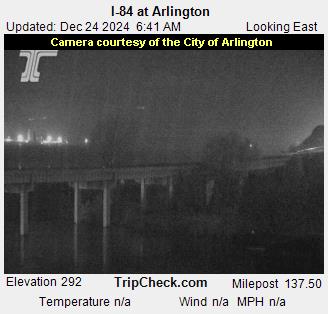 I-84 at Arlington
Updated: Dec 24 2024 6:41 AM Looking East
Camera courtesy of the City of Arlington
Elevation 292 TripCheck.com Milepost 137.50
Temperature n/a Wind n/a MPH n/a